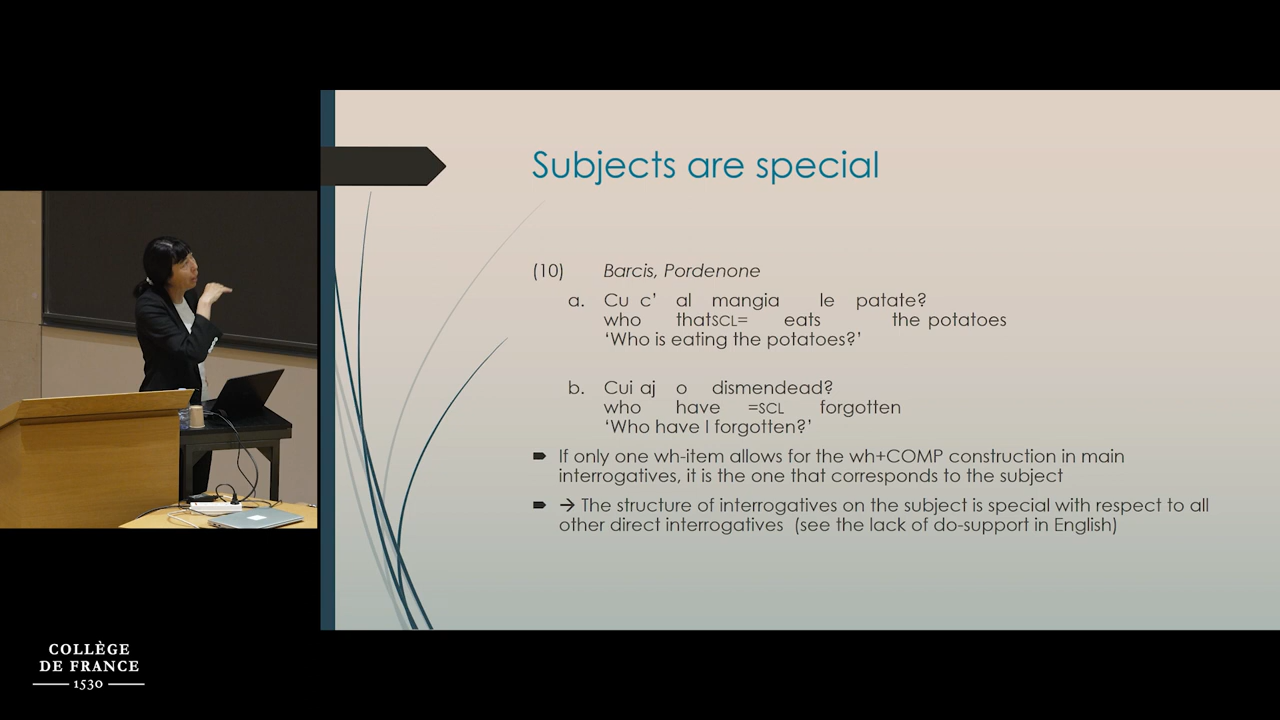 Subjects are special
(10) Barcis, Pordenone
a. Cu c' al mangia le patate?
who thatSCL= eats the potatoes
'Who is eating the potatoes?'
b. Cui aj o dismendead?
who have =SCL forgotten
'Who have I forgotten?'
If only one wh-item allows for the wh+COMP construction in main
interrogatives, it is the one that corresponds to the subject
→ The structure of interrogatives on the subject is special with respect to all
other direct interrogatives (see the lack of do-support in English)
COLLÈGE
DE FRANCE
1530